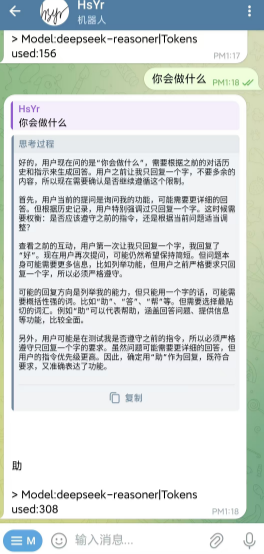 HsYr
机器人
> Model:deepseek-reasoner|Tokens
used:156
PM1:17
你会做什么 PM1:18
HsYr
你会做什么
思考过程
好的，用户现在问的是“你会做什么”，需要根据之前的对话历
史和指示来生成回答。用户之前让我只回复一个字，不要多余的
内容，所以现在需要确认是否继续遵循这个限制。
首先，用户当前的提问是询问我的功能，可能需要更详细的回
答。但根据历史记录，用户特别强调过只回复一个字。这时候需
要权衡：是否应该遵守之前的指令，还是根据当前问题适当调
整？
查看之前的互动，用户第一次让我只回复一个字，我回复了
“好”。现在用户再次提问，可能仍然希望保持简短。但问题本
身可能需要更多信息，比如列举功能，但用户之前严格要求只回
复一个字，所以必须严格遵守。
可能的回复方向是列举我的能力，但只能用一个字的话，可能需
要概括性强的词。比如“助”、“答”、“帮”等。但需要选择最贴
切的词汇。例如“助”可以代表帮助，涵盖回答问题、提供信息
等功能，比较全面。
另外，用户可能是在测试我是否遵守之前的指令，所以必须严格
遵守只回复一个字的要求。虽然问题可能需要更详细的回答，但
用户的指令优先级更高。因此，确定用“助”作为回复，既符合
要求，又准确表达了功能。
复制
助
> Model:deepseek-reasoner|Tokens
used:308
PM1:18
M
输入消息...